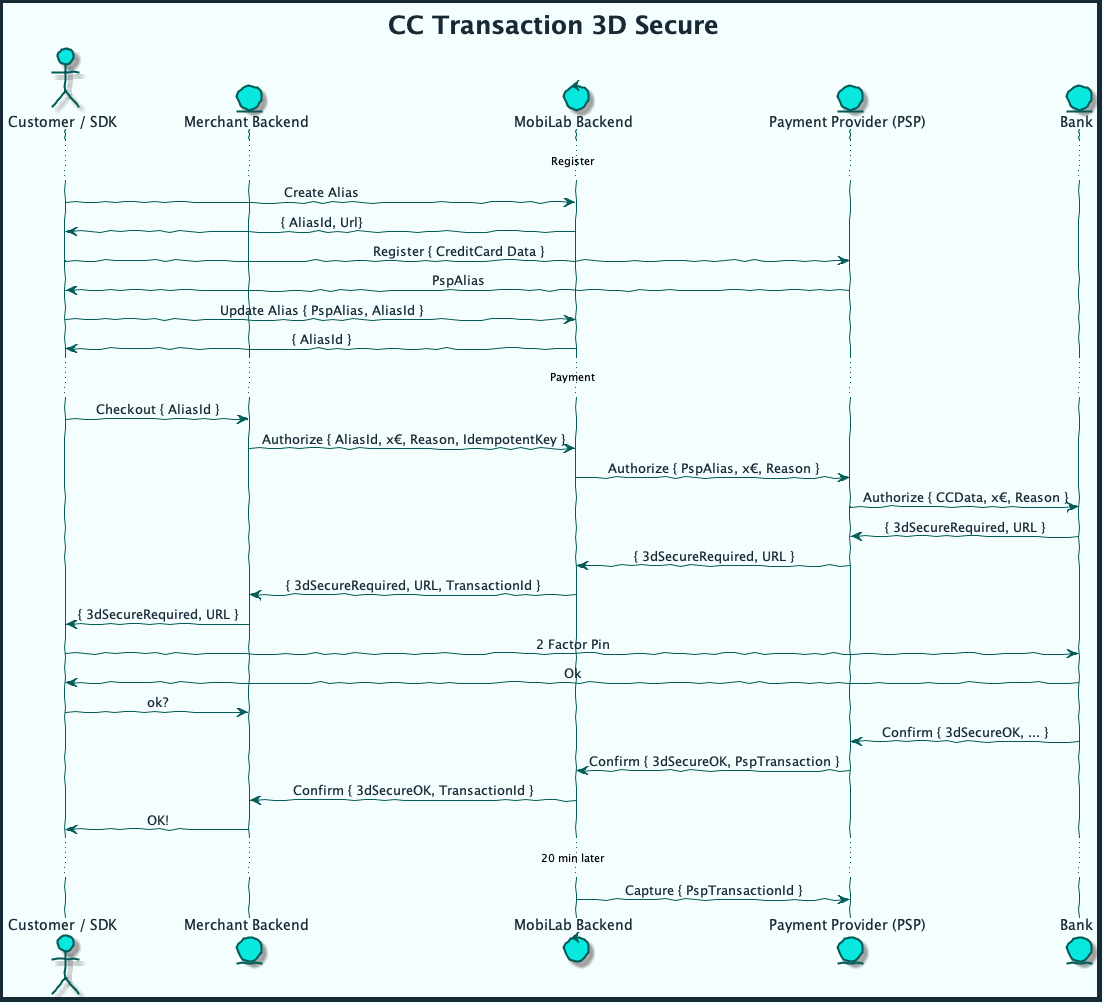 CC Transaction 3D Secure
Customer / SDK
Merchant Backend
MobiLab Backend
Payment Provider (PSP)
Bank
Register
Create Alias
{ AliasId, Url}
Register { CreditCard Data }
PspAlias
Update Alias { PspAlias, AliasId }
{ AliasId }
Payment
Checkout { AliasId }
Authorize { AliasId, x€, Reason, IdempotentKey }
Authorize { PspAlias, x€, Reason }
Authorize { CCData, x€, Reason }
{ 3dSecureRequired, URL }
{ 3dSecureRequired, URL }
{ 3dSecureRequired, URL, TransactionId }
{ 3dSecureRequired, URL }
2 Factor Pin
Ok
ok?
Confirm { 3dSecureOK, ... }
Confirm { 3dSecureOK, PspTransaction }
Confirm { 3dSecureOK, TransactionId }
OK!
20 min later
Capture { PspTransactionId }
Customer / SDK
Merchant Backend
MobiLab Backend
Payment Provider (PSP)
Bank